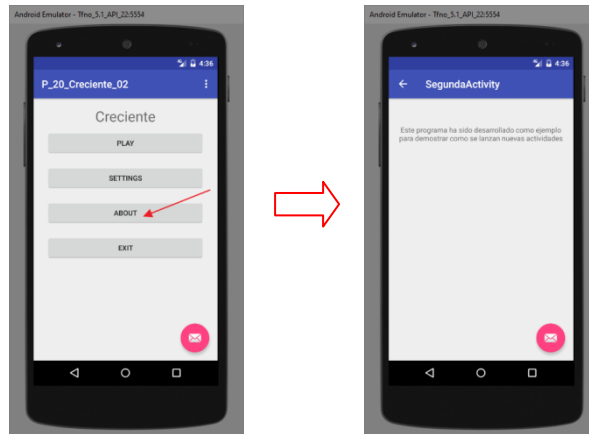 Android Emulator - Tfno_5.1_API_22:5554
4:36
P_20_Creciente_02
Creciente
PLAY
SETTINGS
ABOUT
EXIT
Android Emulator - Tfno_5.1_API_22:5554
4:36
SegundaActivity
Este programa ha sido desarrollado como ejemplo
para demostrar como se lanzan nuevas actividades